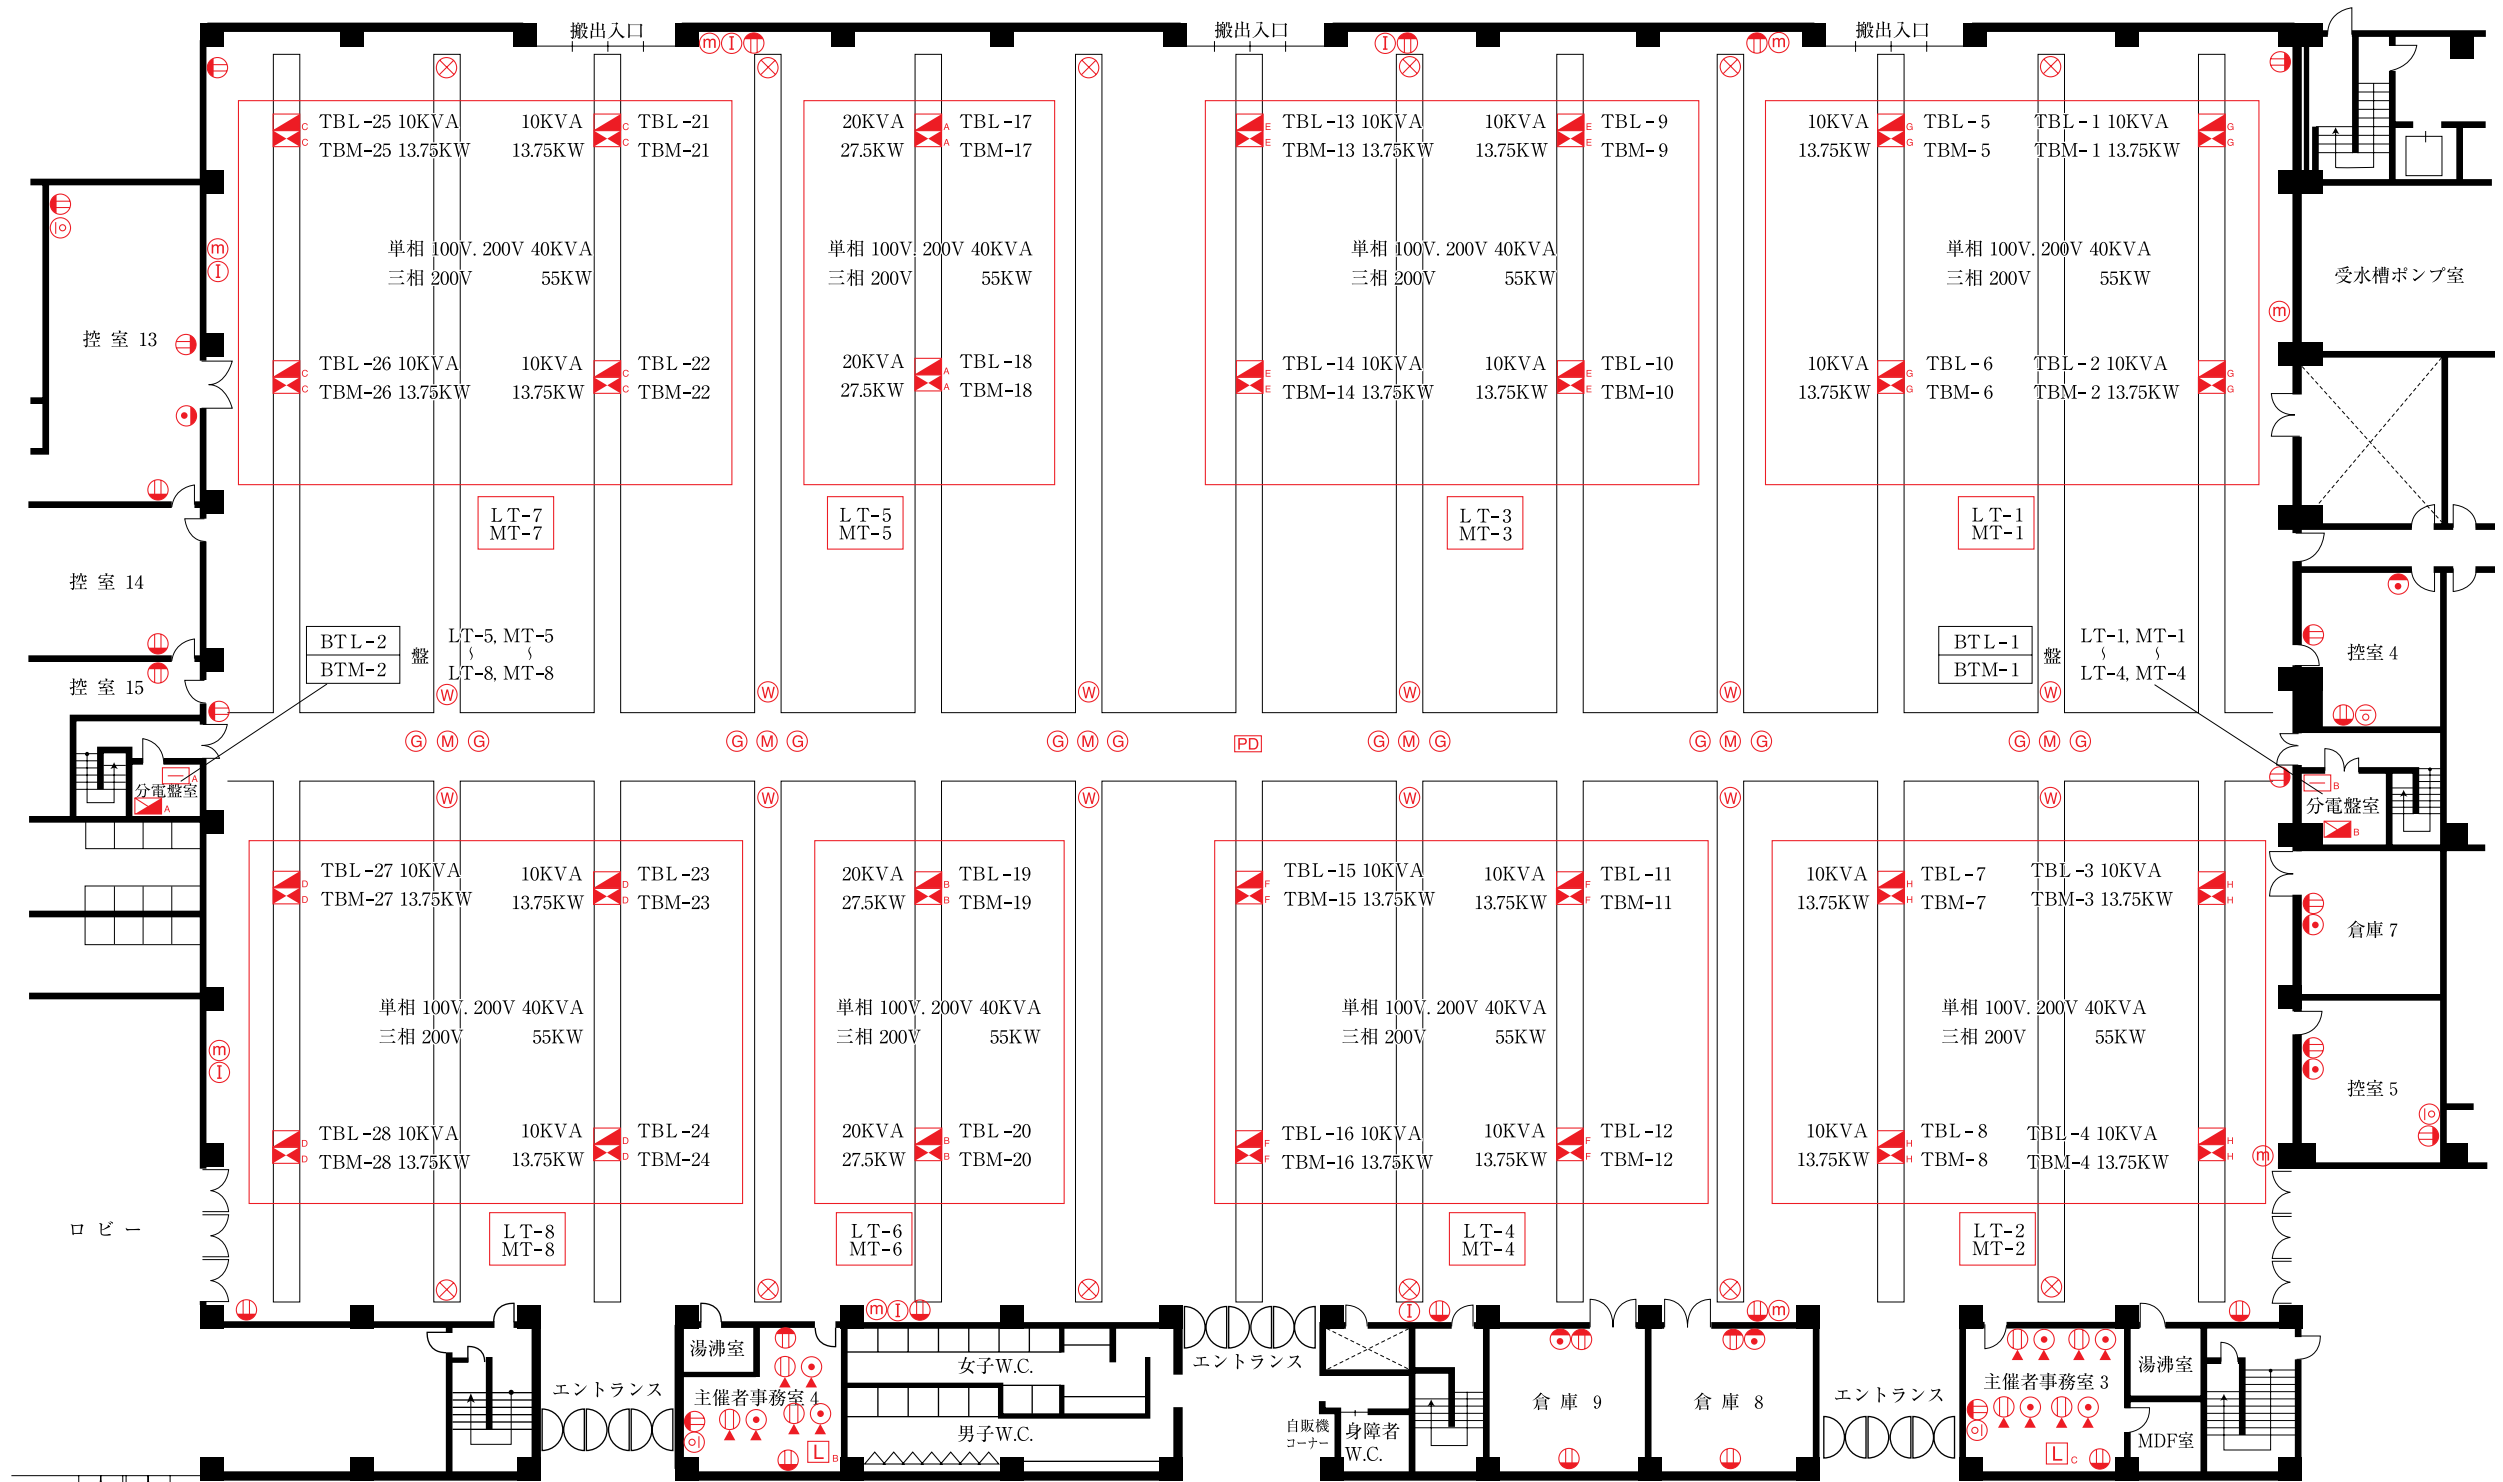 搬出入口
搬出入口
搬出入口
m I
I
m
TBL-25 10KVA
TBM-25 13.75KW
10KVA TBL-21
13.75KW TBM-21
20KVA TBL-17
27.5KW TBM-17
TBL-13 10KVA
TBM-13 13.75KW
10KVA TBL-9
13.75KW TBM-9
10KVA TBL-5
13.75KW TBM-5
TBL-1 10KVA
TBM-1 13.75KW
単相 100V. 200V 40KVA
三相 200V 55KW
単相 100V. 200V 40KVA
三相 200V 55KW
単相 100V. 200V 40KVA
三相 200V 55KW
単相 100V. 200V 40KVA
三相 200V 55KW
受水槽ポンプ室
控室 13
m
I
m
TBL-26 10KVA
TBM-26 13.75KW
10KVA TBL-22
13.75KW TBM-22
20KVA TBL-18
27.5KW TBM-18
TBL-14 10KVA
TBM-14 13.75KW
10KVA TBL-10
13.75KW TBM-10
10KVA TBL-6
13.75KW TBM-6
TBL-2 10KVA
TBM-2 13.75KW
LT-7
MT-7
LT-5
MT-5
LT-3
MT-3
LT-1
MT-1
控室 14
控室 15
BTL-2
BTM-2
盤
LT-5, MT-5
〜 〜
LT-8, MT-8
BTL-1
BTM-1
盤
LT-1, MT-1
〜 〜
LT-4, MT-4
控室 4
W W W W W W
G M G G M G G M G PD G M G G M G G M G
分電盤室
分電盤室
W W W W W W
TBL-27 10KVA
TBM-27 13.75KW
10KVA TBL-23
13.75KW TBM-23
20KVA TBL-19
27.5KW TBM-19
TBL-15 10KVA
TBM-15 13.75KW
10KVA TBL-11
13.75KW TBM-11
10KVA TBL-7
13.75KW TBM-7
TBL-3 10KVA
TBM-3 13.75KW
倉庫 7
単相 100V. 200V 40KVA
三相 200V 55KW
単相 100V. 200V 40KVA
三相 200V 55KW
単相 100V. 200V 40KVA
三相 200V 55KW
単相 100V. 200V 40KVA
三相 200V 55KW
m
I
控室 5
TBL-28 10KVA
TBM-28 13.75KW
10KVA TBL-24
13.75KW TBM-24
20KVA TBL-20
27.5KW TBM-20
TBL-16 10KVA
TBM-16 13.75KW
10KVA TBL-12
13.75KW TBM-12
10KVA TBL-8
13.75KW TBM-8
TBL-4 10KVA
TBM-4 13.75KW
m
ロビー
LT-8
MT-8
LT-6
MT-6
LT-4
MT-4
LT-2
MT-2
m I
I
m
湯沸室
女子W.C.
エントランス
湯沸室
エントランス
主催者事務室 4
男子W.C.
自販機
コーナー
身障者
W.C.
倉庫 9
倉庫 8
エントランス
主催者事務室 3
MDF室
L B
L C